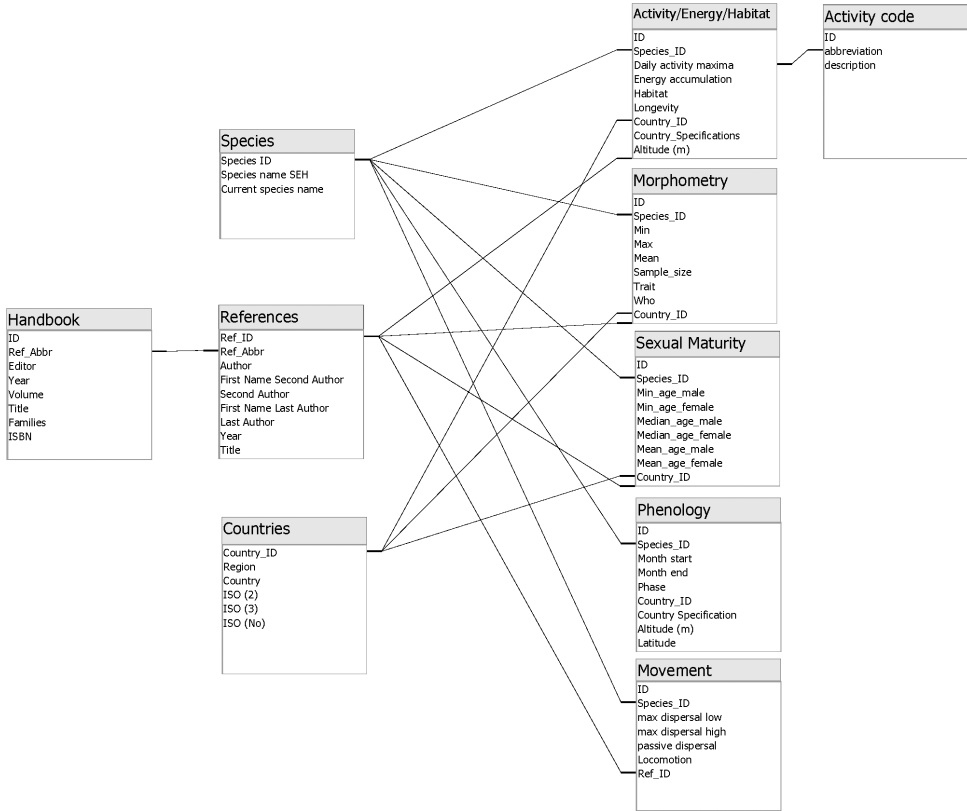 Activity/Energy/Habitat
ID
Species_ID
Daily activity maxima
Energy accumulation
Habitat
Longevity
Country_ID
Country_Specifications
Altitude (m)
Activity code
ID
abbreviation
description
Species
Species ID
Species name SEH
Current species name
Morphometry
ID
Species_ID
Min
Max
Mean
Sample_size
Trait
Who
Country_ID
Handbook
ID
Ref_Abbr
Editor
Year
Volume
Title
Families
ISBN
References
Ref_ID
Ref_Abbr
Author
First Name Second Author
Second Author
First Name Last Author
Last Author
Year
Title
Sexual Maturity
ID
Species_ID
Min_age_male
Min_age_female
Median_age_male
Median_age_female
Mean_age_male
Mean_age_female
Country_ID
Countries
Country_ID
Region
Country
ISO (2)
ISO (3)
ISO (No)
Phenology
ID
Species_ID
Month start
Month end
Phase
Country_ID
Country Specification
Altitude (m)
Latitude
Movement
ID
Species_ID
max dispersal low
max dispersal high
passive dispersal
Locomotion
Ref_ID